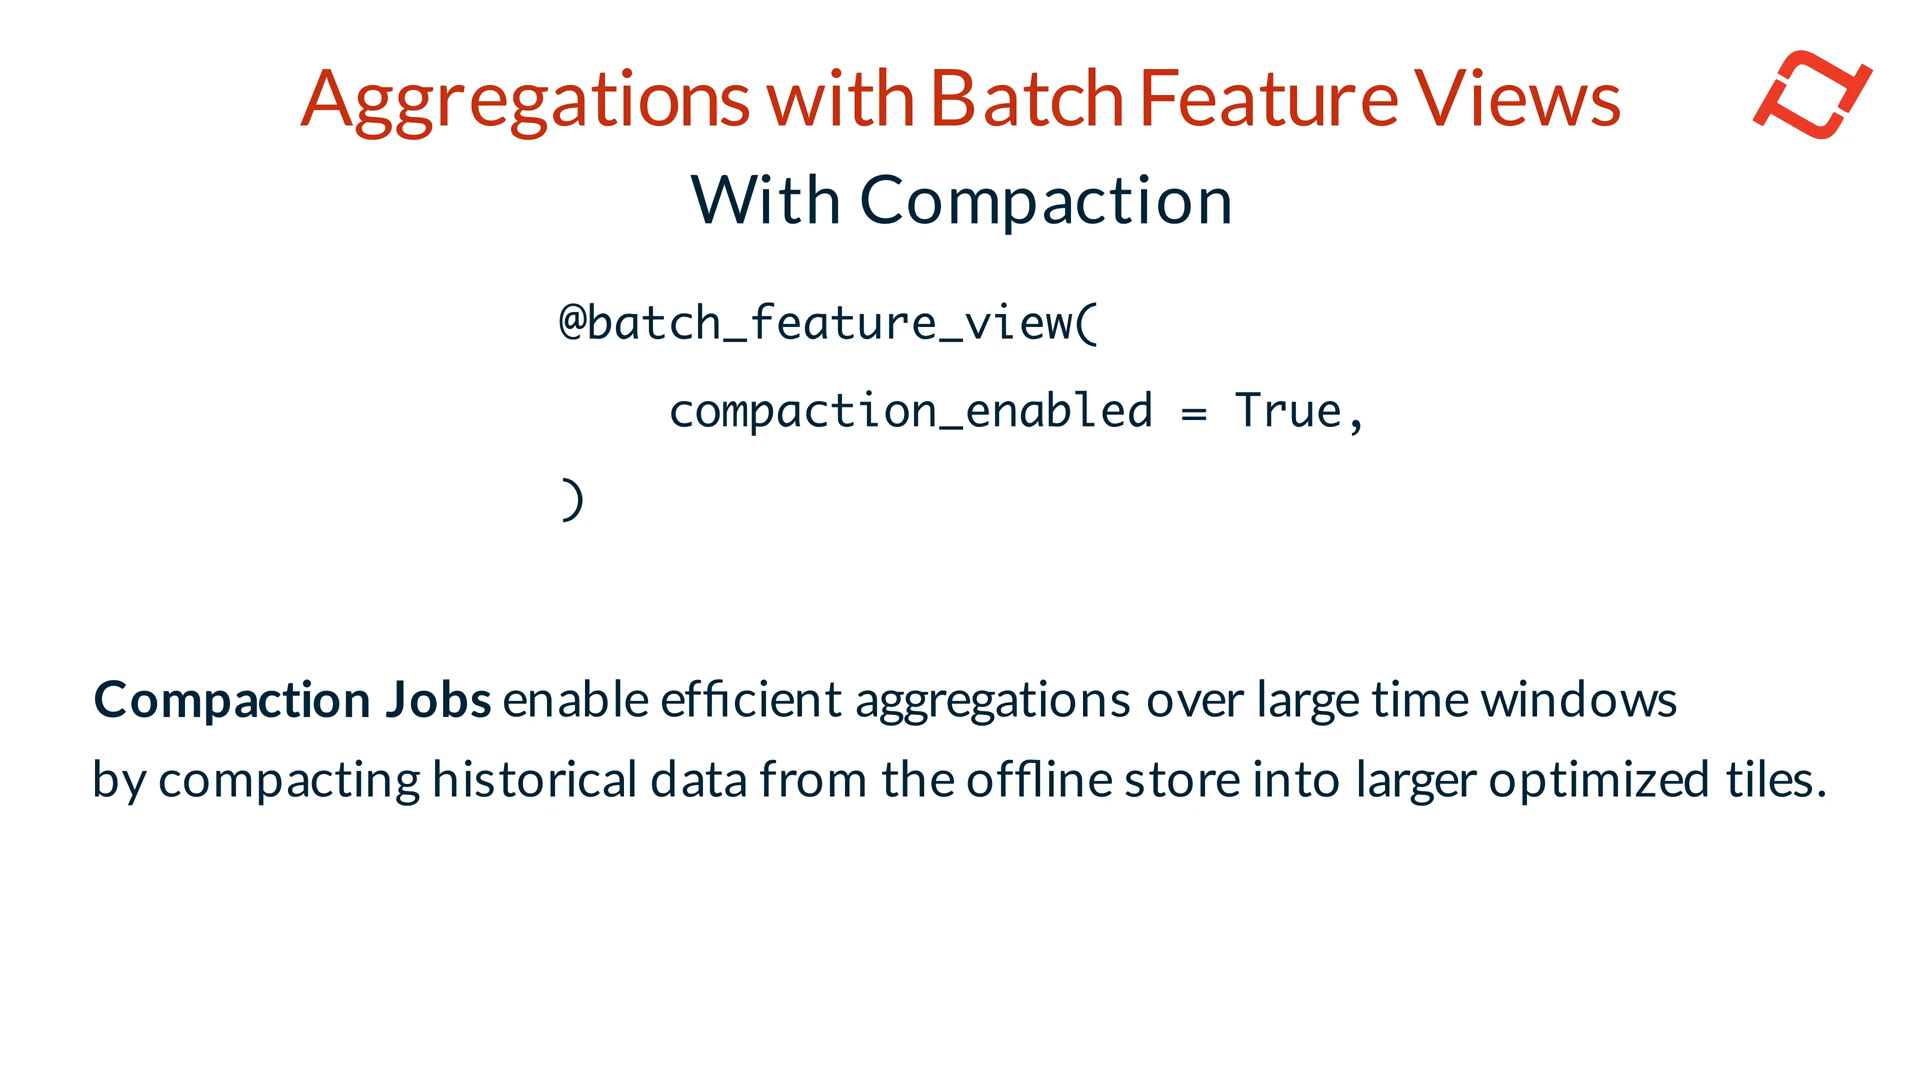 Aggregations with Batch Feature Views
With Compaction
@batch_feature_view(
    compaction_enabled = True,
)
Compaction Jobs enable efficient aggregations over large time windows
by compacting historical data from the offline store into larger optimized tiles.